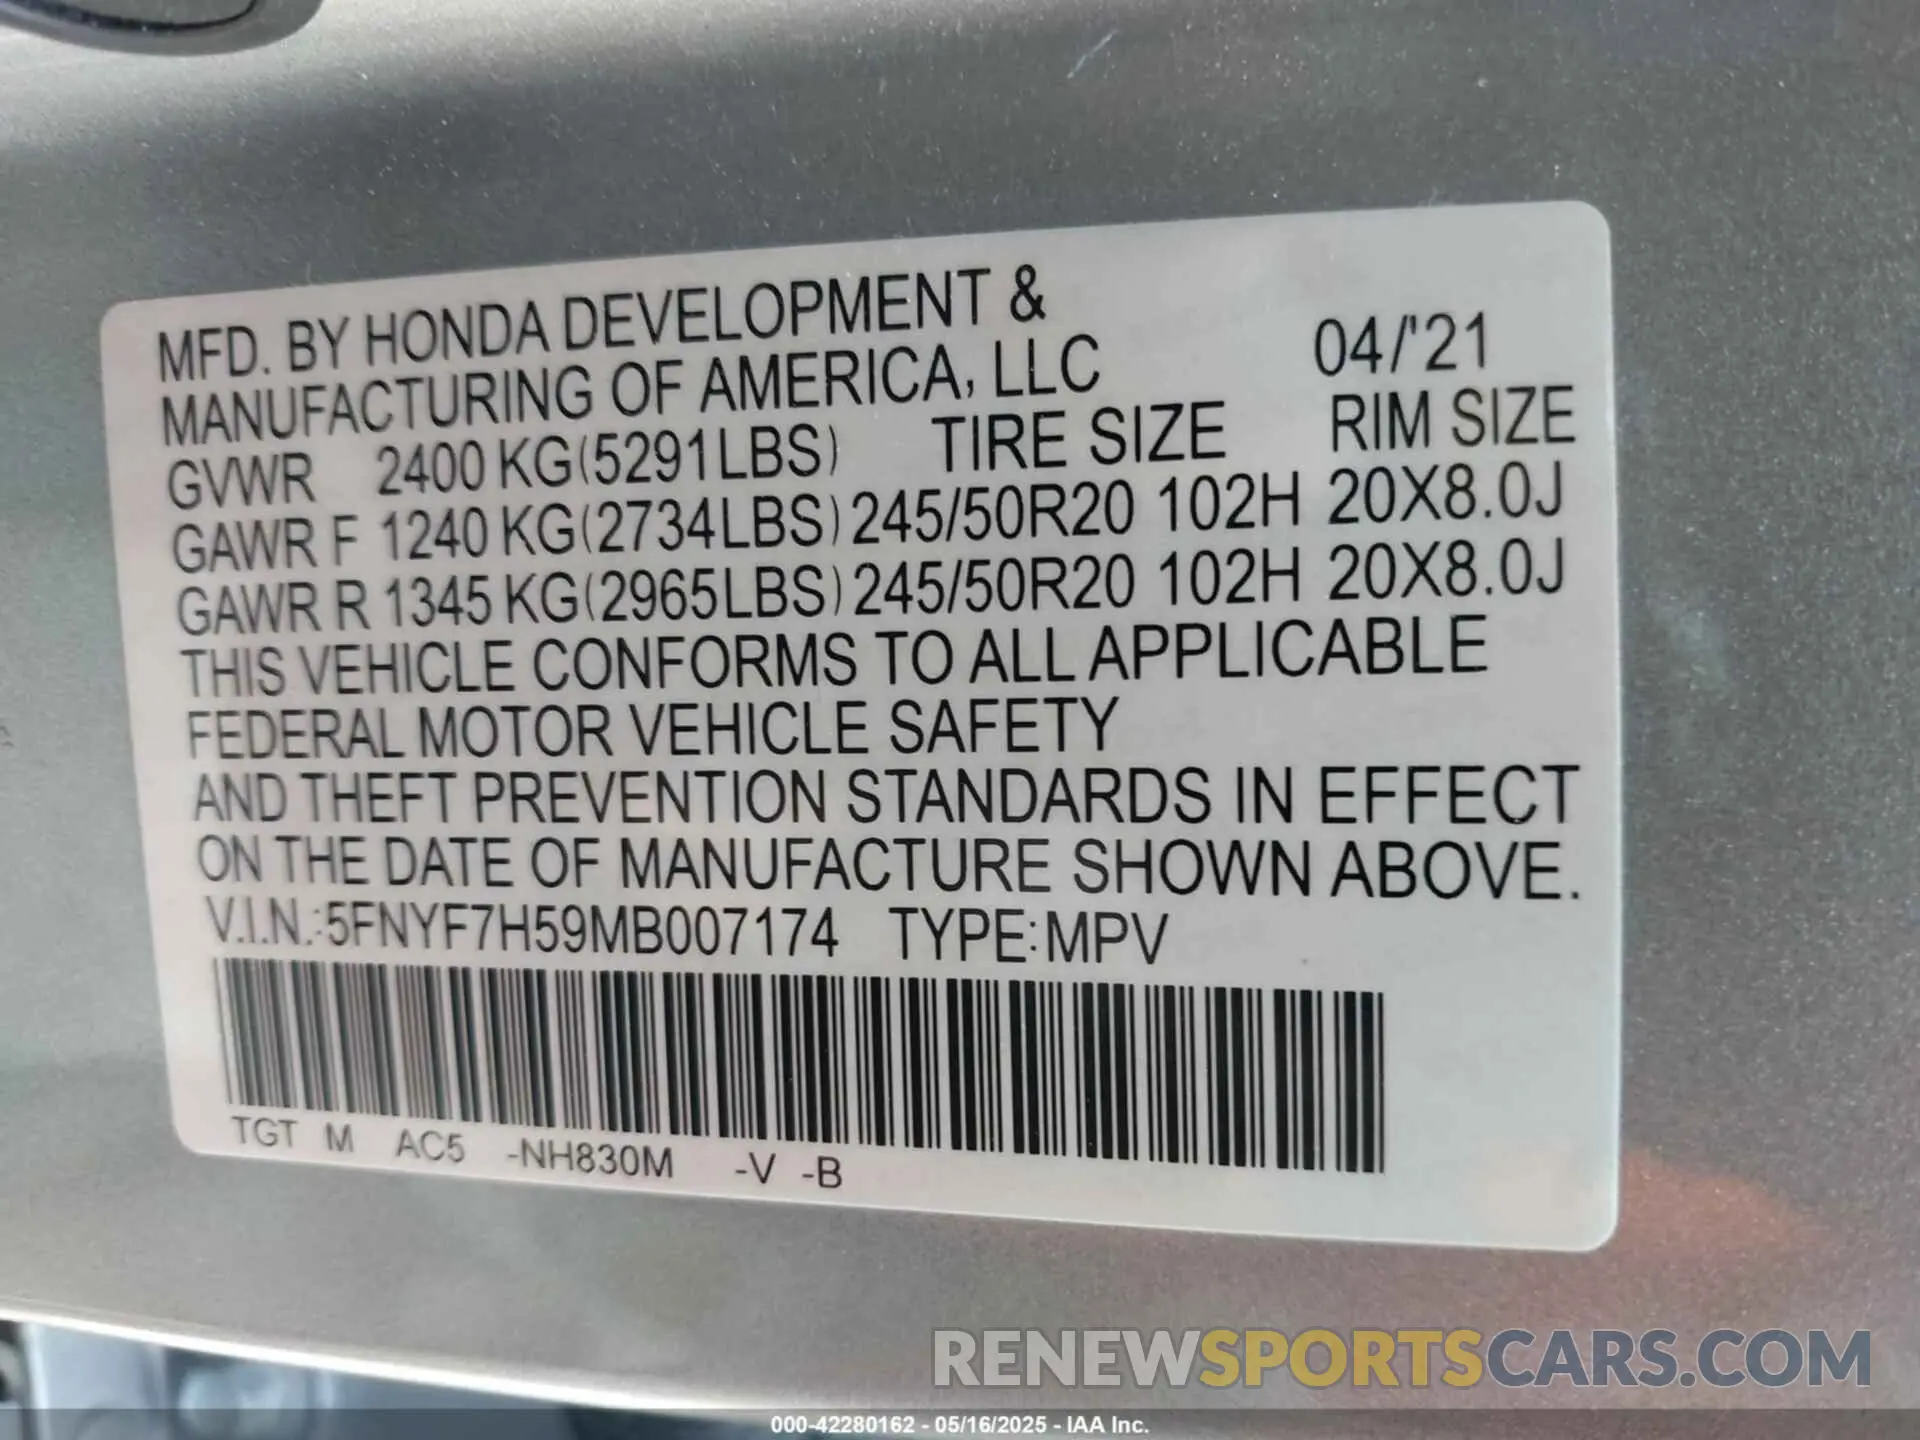 MFD. BY HONDA DEVELOPMENT &
MANUFACTURING OF AMERICA, LLC 04/'21
GVWR 2400 KG(5291LBS) TIRE SIZE RIM SIZE
GAWR F 1240 KG(2734LBS) 245/50R20 102H 20X8.0J
GAWR R 1345 KG(2965LBS) 245/50R20 102H 20X8.0J
THIS VEHICLE CONFORMS TO ALL APPLICABLE
FEDERAL MOTOR VEHICLE SAFETY
AND THEFT PREVENTION STANDARDS IN EFFECT
ON THE DATE OF MANUFACTURE SHOWN ABOVE.
V.I.N.:5FNYF7H59MB007174 TYPE:MPV
TGT M AC5 -NH830M -V -B
RENEWSPORTSCARS.COM
000-42280162 - 05/16/2025 - IAA Inc.